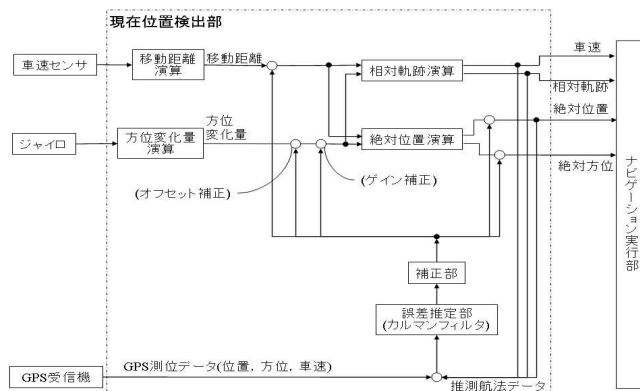 現在位置検出部
車速センサ
移動距離
演算
移動距離
相対軌跡演算
車速
相対軌跡
絶対位置
ジャイロ
方位変化量
演算
方位
変化量
絶対位置演算
絶対方位
(オフセット補正)
(ゲイン補正)
ナビゲーション実行部
補正部
誤差推定部
(カルマンフィルタ)
GPS受信機
GPS測位データ(位置, 方位, 車速)
推測航法データ